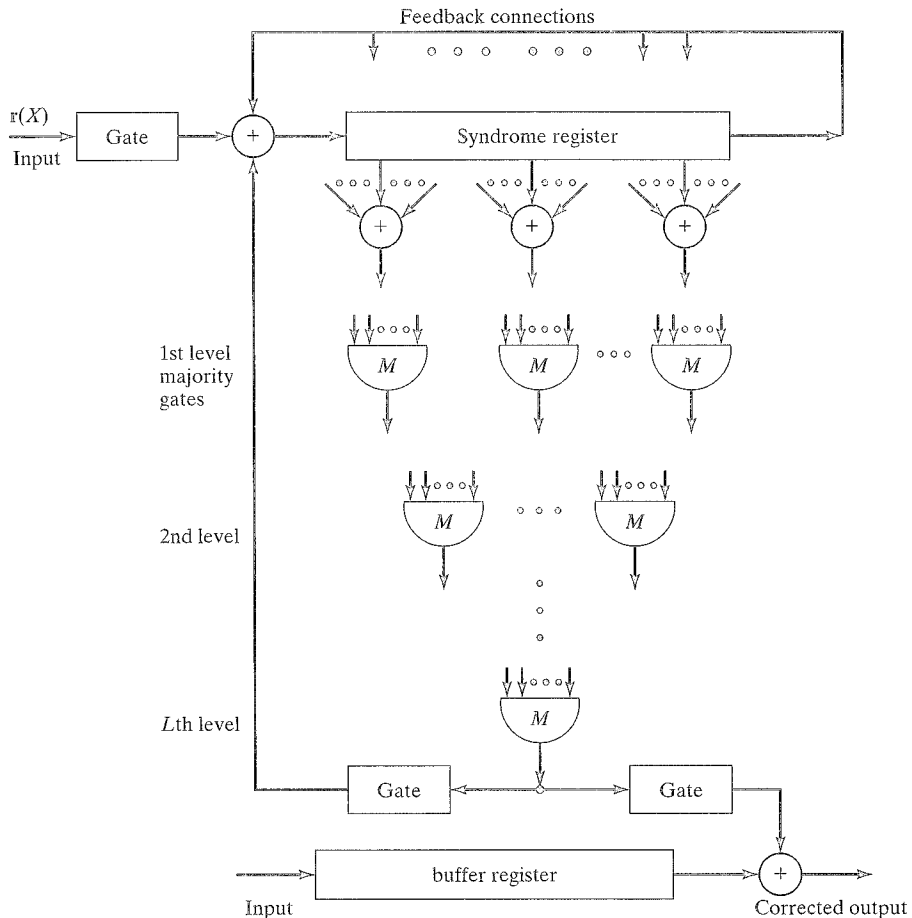 Feedback connections
r(X)
Input
Gate
+
Syndrome register
+
+
+
1st level
majority
gates
M
M
M
2nd level
M
M
Lth level
M
Gate
Gate
buffer register
+
Input
Corrected output